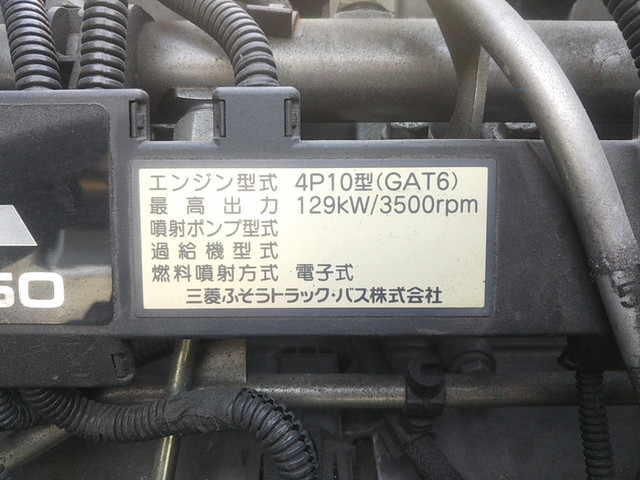 エンジン型式 4P10型(GAT6)
最高出力 129kW/3500rpm
噴射ポンプ型式
過給機型式
燃料噴射方式 電子式
三菱ふそうトラック・バス株式会社
50